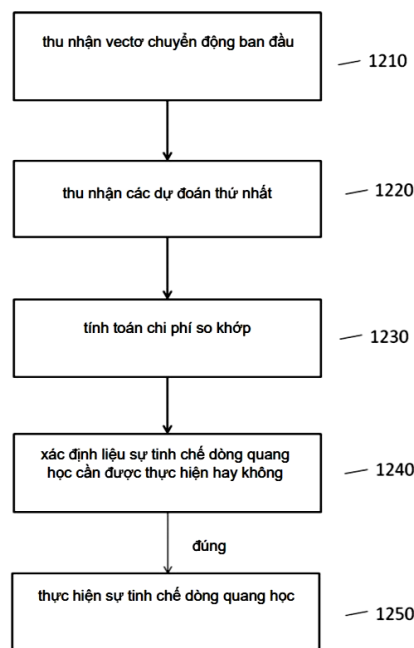 thu nhận vectơ chuyển động ban đầu
1210
thu nhận các dự đoán thứ nhất
1220
tính toán chi phí so khớp
1230
xác định liệu sự tinh chế dòng quang
học cần được thực hiện hay không
1240
đúng
thực hiện sự tinh chế dòng quang học
1250